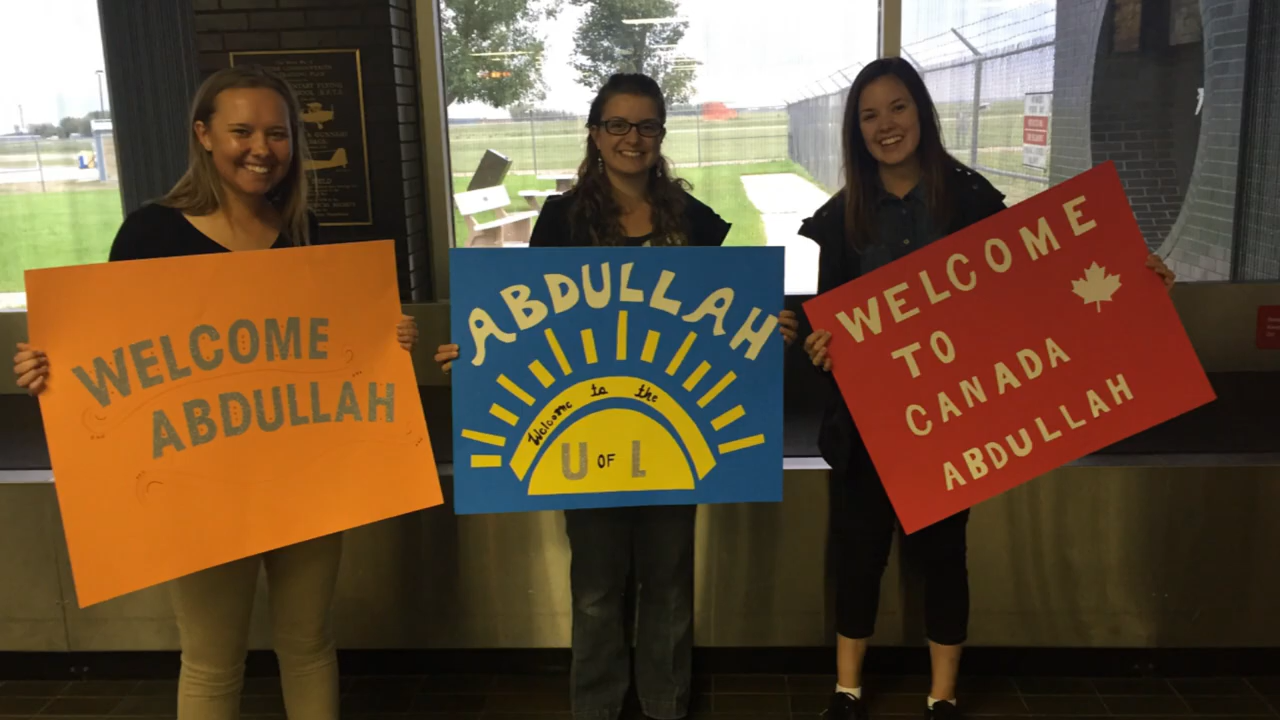 WELCOME
ABDULLAH
ABDULLAH
Welcome to the
U OF L
WELCOME
TO
CANADA
ABDULLAH